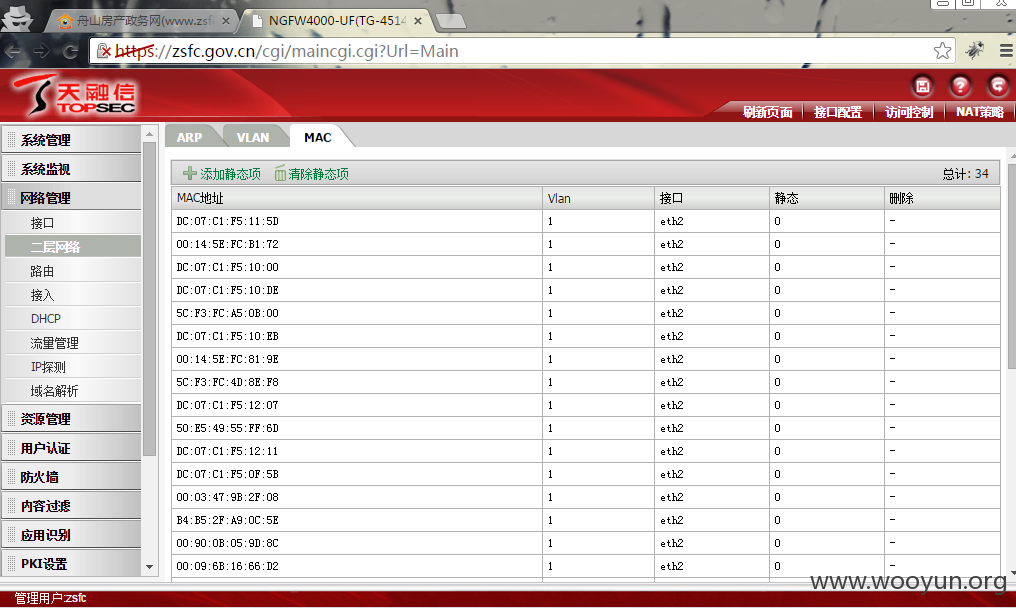 舟山房产政务网(www.zsf
NGFW4000-UF(TG-4514
https://zsfc.gov.cn/cgi/maincgi.cgi?Url=Main
天融信
TOPSEC
刷新页面 接口配置 访问控制 NAT策略
系统管理
系统监视
网络管理
接口
二层网络
路由
接入
DHCP
流量管理
IP探测
域名解析
资源管理
用户认证
防火墙
内容过滤
应用识别
PKI设置
ARP VLAN MAC
添加静态项 清除静态项 总计: 34
MAC地址 Vlan 接口 静态 删除
DC:07:C1:F5:11:5D 1 eth2 0 -
00:14:5E:FC:B1:72 1 eth2 0 -
DC:07:C1:F5:10:00 1 eth2 0 -
DC:07:C1:F5:10:DE 1 eth2 0 -
5C:F3:FC:A5:0B:00 1 eth2 0 -
DC:07:C1:F5:10:EB 1 eth2 0 -
00:14:5E:FC:81:9E 1 eth2 0 -
5C:F3:FC:4D:8E:F8 1 eth2 0 -
DC:07:C1:F5:12:07 1 eth2 0 -
50:E5:49:55:FF:6D 1 eth2 0 -
DC:07:C1:F5:12:11 1 eth2 0 -
DC:07:C1:F5:0F:5B 1 eth2 0 -
00:03:47:9B:2F:08 1 eth2 0 -
B4:B5:2F:A9:0C:5E 1 eth2 0 -
00:90:0B:05:9D:8C 1 eth2 0 -
00:09:6B:16:66:D2 1 eth2 0 -
www.wooyun.org
管理用户:zsfc